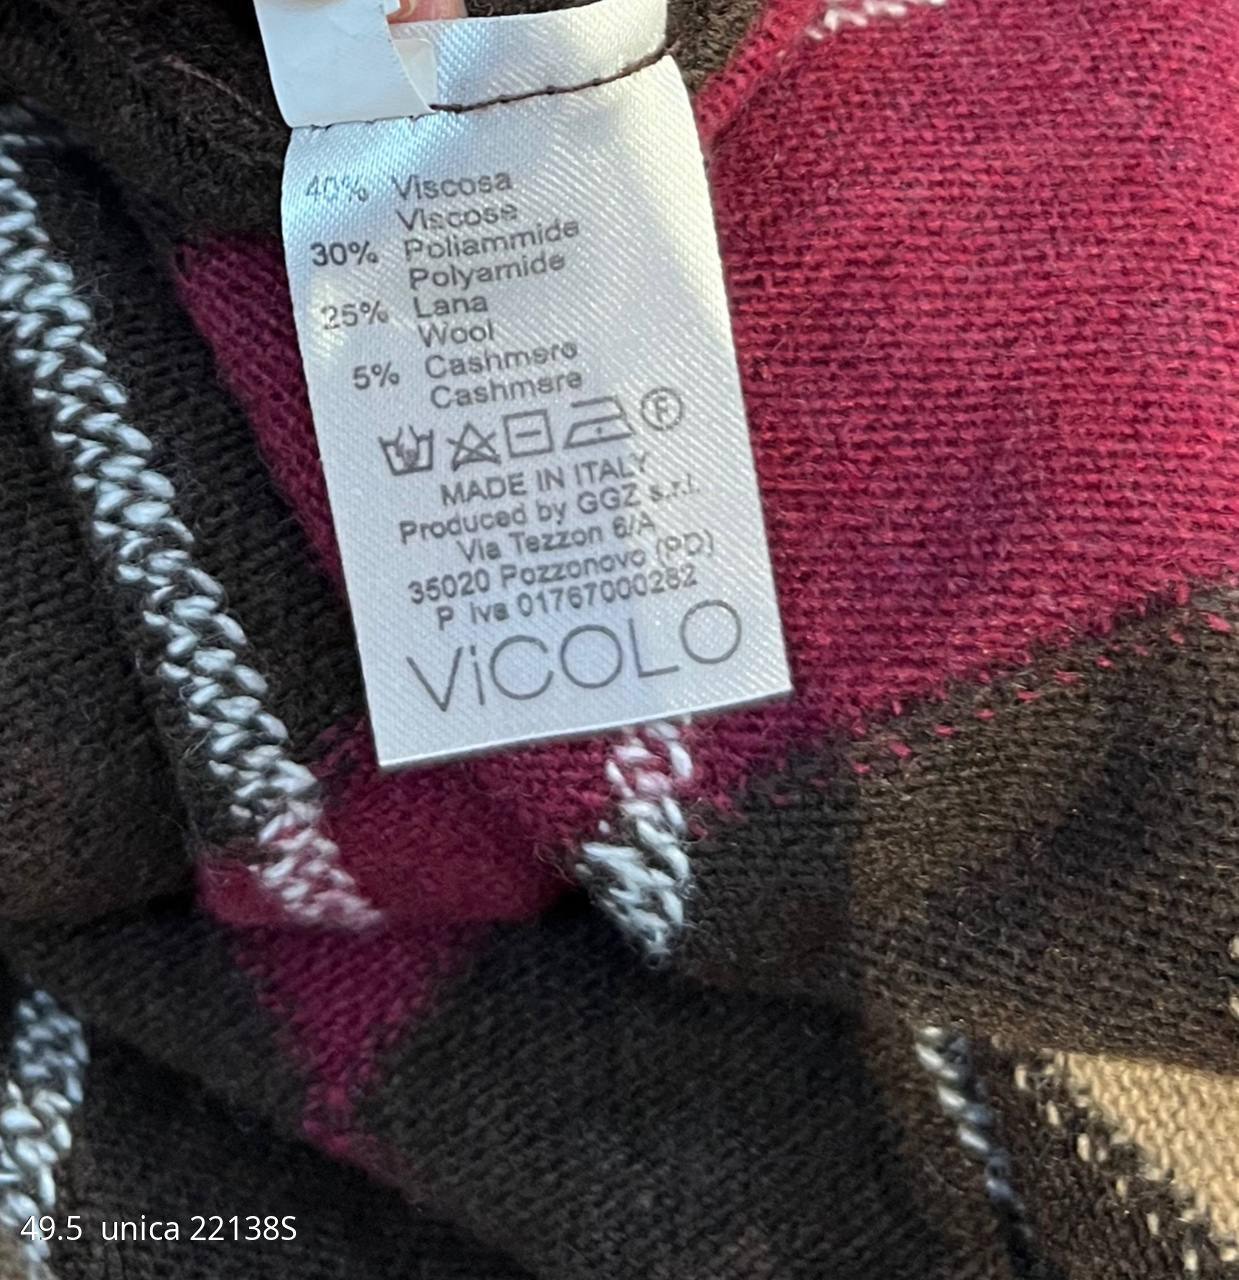 40% Viscosa
Viscose
30% Poliammide
Polyamide
25% Lana
Wool
5% Cashmere
Cashmere
F
MADE IN ITALY
Produced by GGZ s.r.l.
Via Tezzon 6/A
35020 Pozzonovo (PD)
P iva 01767000282
ViCOLO
49.5 unica 22138S